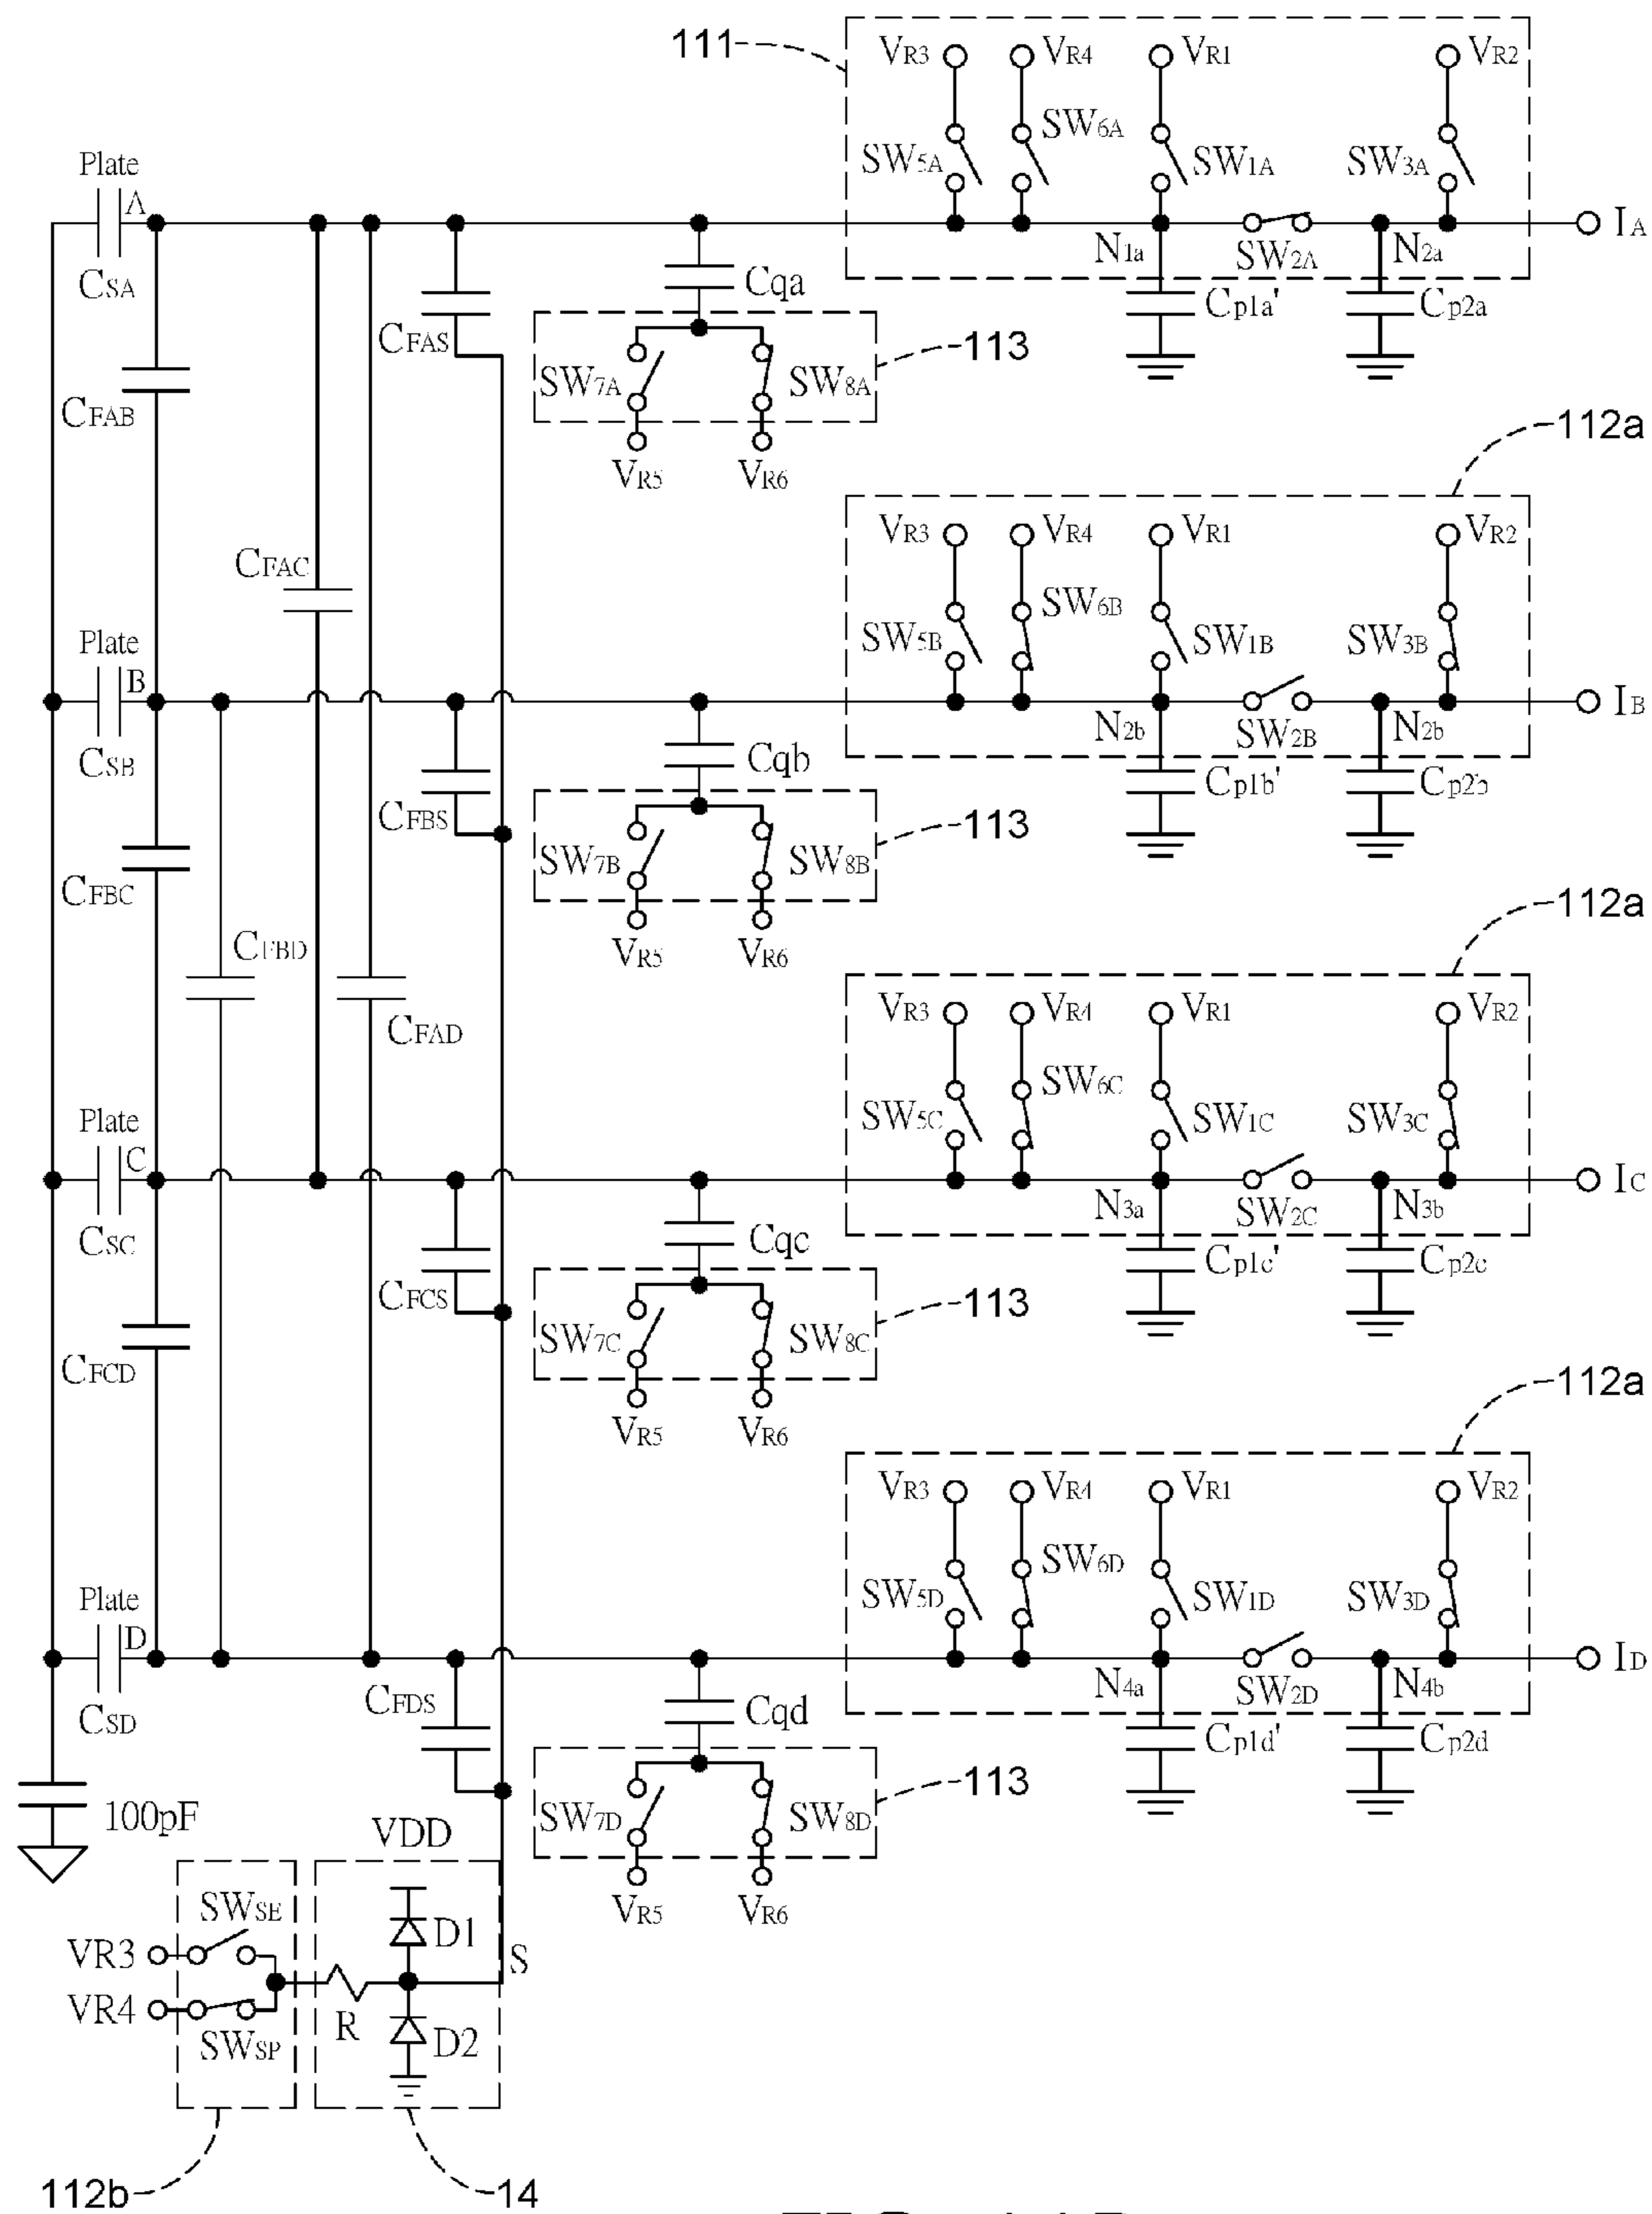 111
VR3
VR4
VR1
VR2
SW5A
SW6A
SW1A
SW3A
Plate
A
CSA
N1a
SW2A
N2a
IA
CFAS
Cqa
Cp1a'
Cp2a
SW7A
SW8A
113
VR5
VR6
CFAB
112a
VR3
VR4
VR1
VR2
CFAC
SW5B
SW6B
SW1B
SW3B
Plate
B
CSB
N2b
SW2B
N2b
IB
CFBS
Cqb
Cp1b'
Cp2b
SW7B
SW8B
113
VR5
VR6
CFBC
CFBD
CFAD
112a
VR3
VR4
VR1
VR2
SW5C
SW6C
SW1C
SW3C
Plate
C
CSC
N3a
SW2C
N3b
IC
CFCS
Cqc
Cp1c'
Cp2c
SW7C
SW8C
113
VR5
VR6
CFCD
112a
VR3
VR4
VR1
VR2
SW5D
SW6D
SW1D
SW3D
Plate
D
CSD
N4a
SW2D
N4b
ID
CFDS
Cqd
Cp1d'
Cp2d
SW7D
SW8D
113
VR5
VR6
100pF
VDD
SWSE
VR3
VR4
SWSP
R
D1
D2
S
112b
14